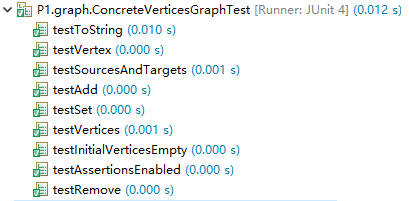 P1.graph.ConcreteVerticesGraphTest [Runner: JUnit 4] (0.012 s)
testToString (0.010 s)
testVertex (0.000 s)
testSourcesAndTargets (0.001 s)
testAdd (0.000 s)
testSet (0.000 s)
testVertices (0.001 s)
testInitialVerticesEmpty (0.000 s)
testAssertionsEnabled (0.000 s)
testRemove (0.000 s)